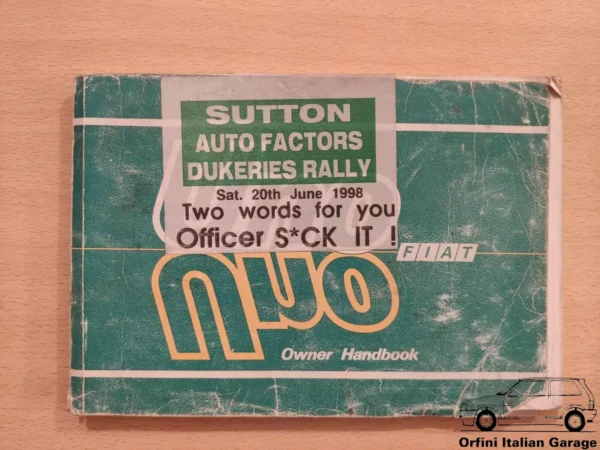 SUTTON
AUTO FACTORS
DUKERIES RALLY
Sat. 20th June 1998
Two words for you
Officer S*CK IT !
FIAT
Uno
Owner Handbook
Orfini Italian Garage